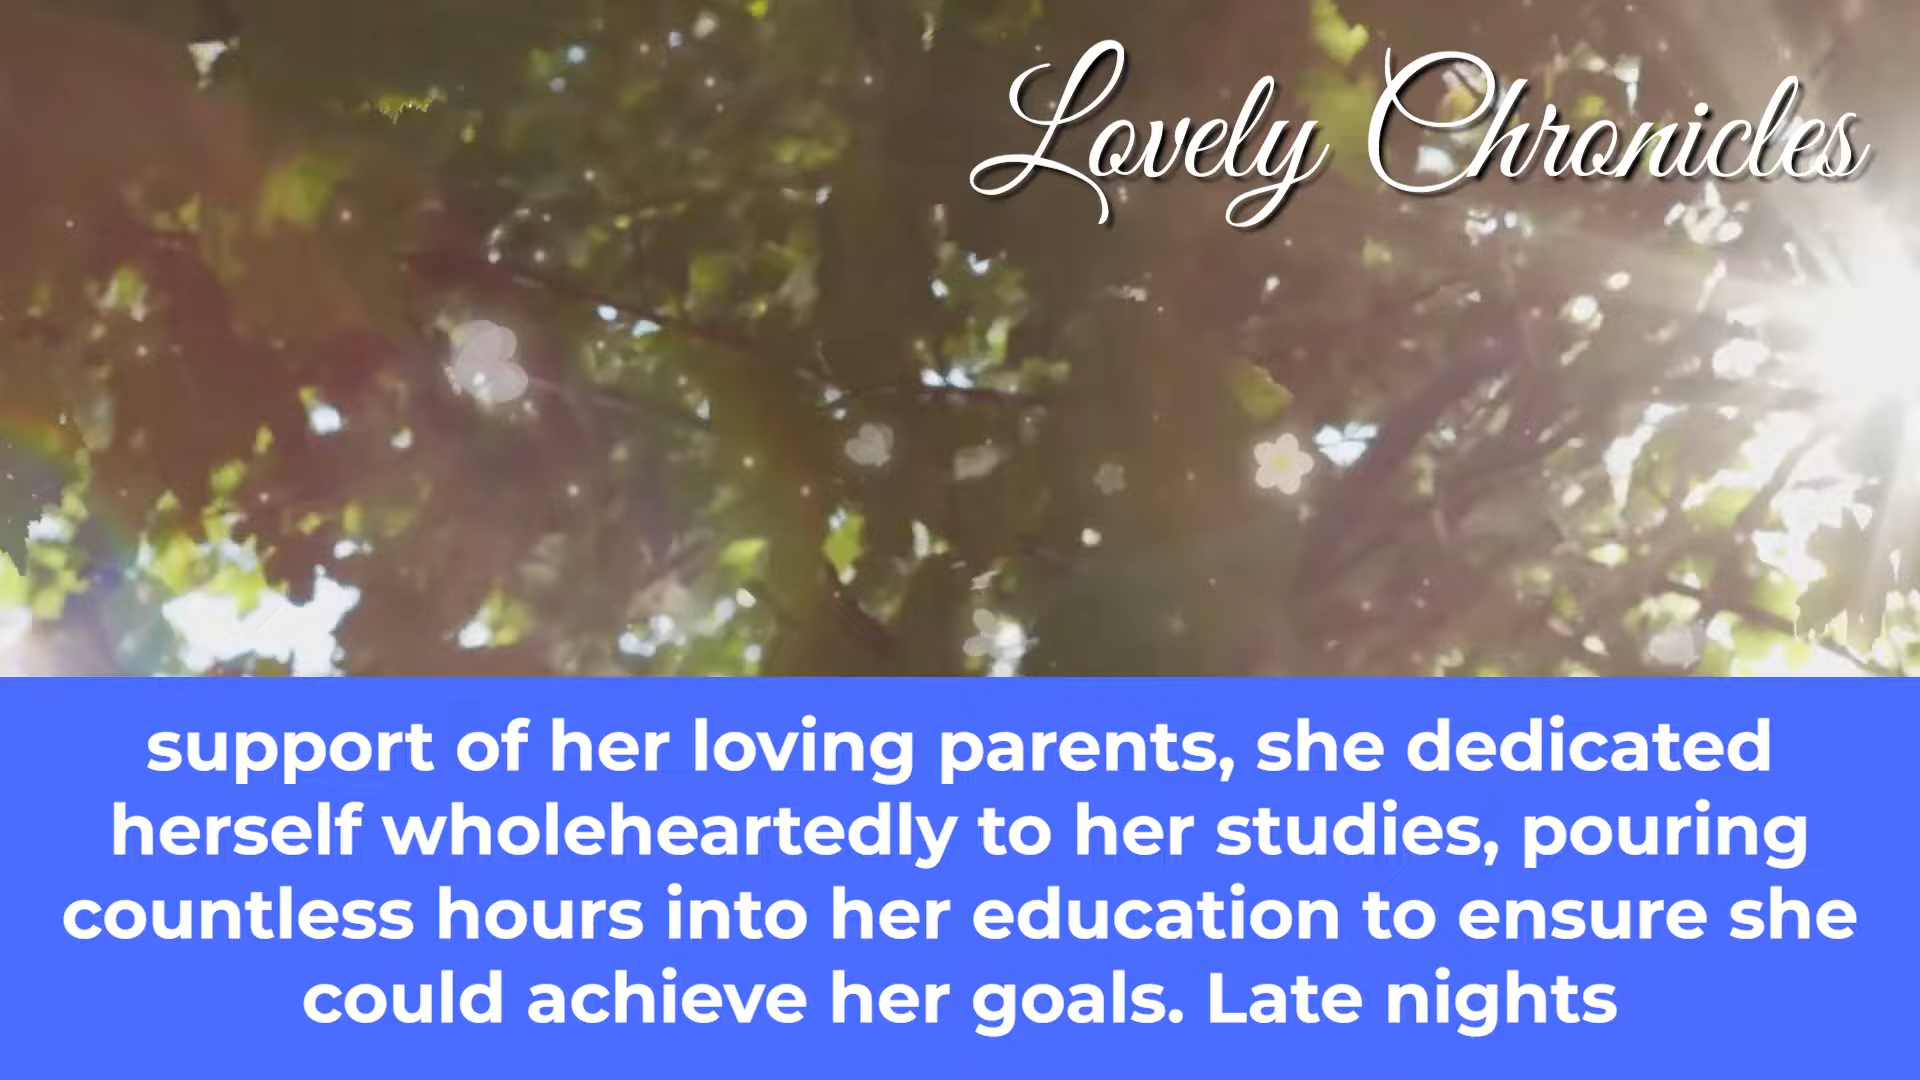 Lovely Chronicles
support of her loving parents, she dedicated
herself wholeheartedly to her studies, pouring
countless hours into her education to ensure she
could achieve her goals. Late nights